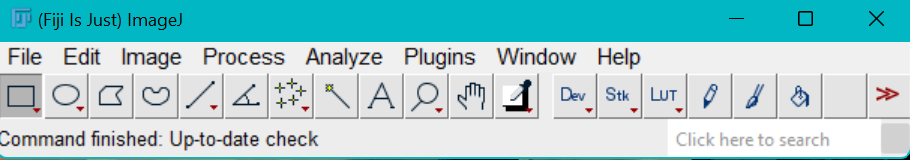 (Fiji Is Just) ImageJ
File Edit Image Process Analyze Plugins Window Help
A Dev Stk LUT >>
Command finished: Up-to-date check Click here to search